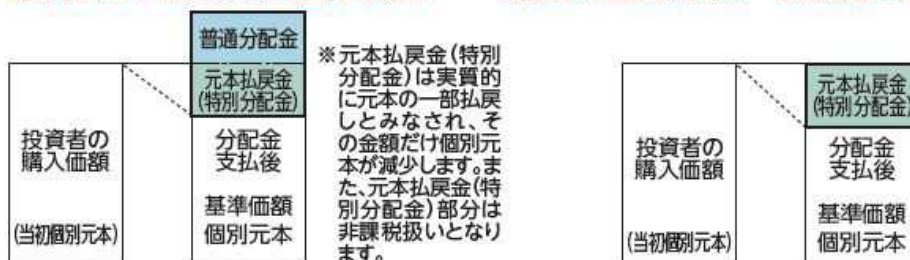 普通分配金
元本払戻金
(特別分配金)
投資者の
購入価額
(当初個別元本)
分配金
支払後
基準価額
個別元本
※元本払戻金(特別
分配金)は実質的
に元本の一部払戻
しとみなされ、そ
の金額だけ個別元
本が減少します。ま
た、元本払戻金(特
別分配金)部分は
非課税扱いとなり
ます。
投資者の
購入価額
(当初個別元本)
元本払戻金
(特別分配金)
分配金
支払後
基準価額
個別元本